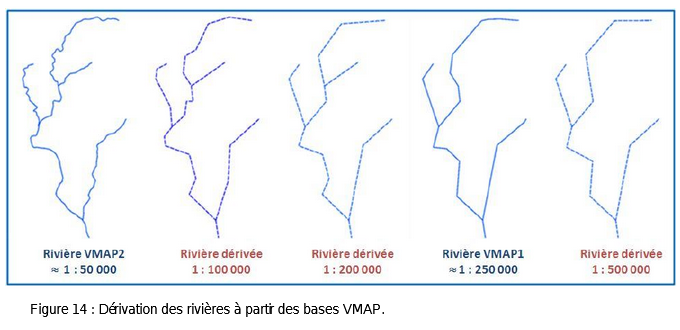 Rivière VMAP2
≈ 1 : 50 000
Rivière dérivée
1 : 100 000
Rivière dérivée
1 : 200 000
Rivière VMAP1
≈ 1 : 250 000
Rivière dérivée
1 : 500 000
Figure 14 : Dérivation des rivières à partir des bases VMAP.